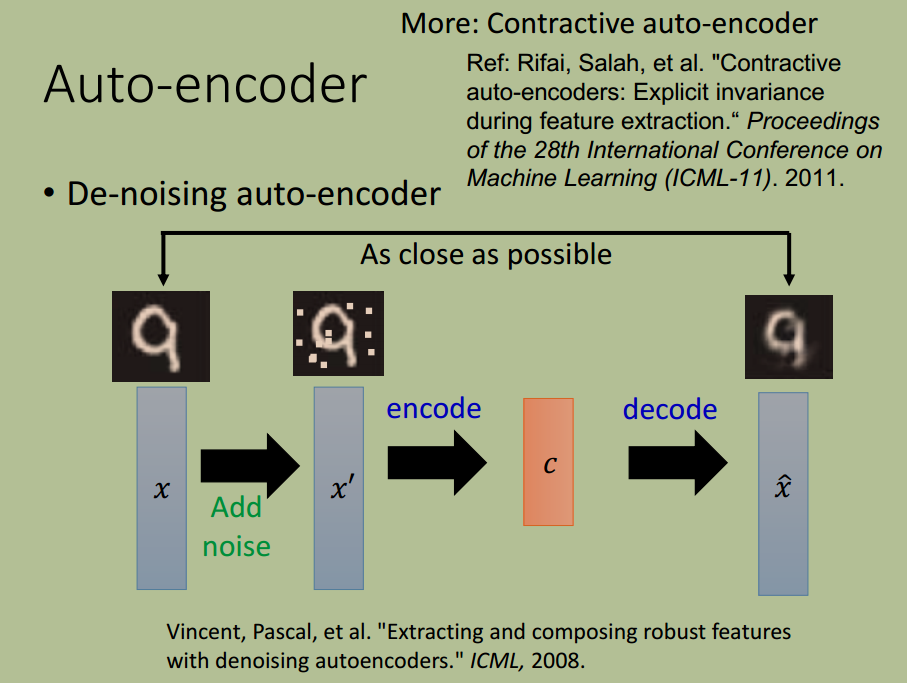 More: Contractive auto-encoder
Auto-encoder
Ref: Rifai, Salah, et al. "Contractive
auto-encoders: Explicit invariance
during feature extraction.“ Proceedings
of the 28th International Conference on
Machine Learning (ICML-11). 2011.
• De-noising auto-encoder
As close as possible
encode
decode
x
x′
c
x̂
Add
noise
Vincent, Pascal, et al. "Extracting and composing robust features
with denoising autoencoders." ICML, 2008.